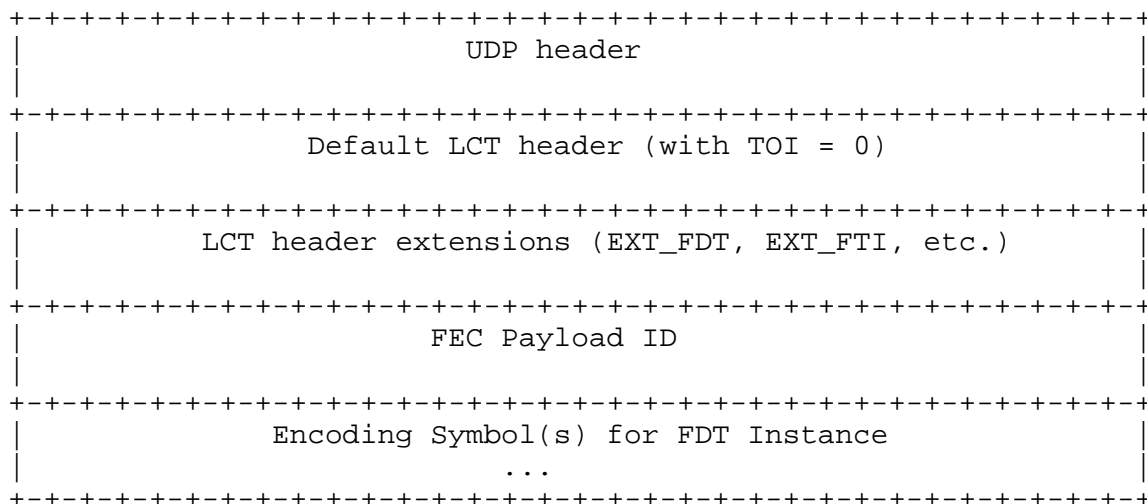 +-+-+-+-+-+-+-+-+-+-+-+-+-+-+-+-+-+-+-+-+-+-+-+-+-+-+-+-+-+-+-+-+
| UDP header |
| |
+-+-+-+-+-+-+-+-+-+-+-+-+-+-+-+-+-+-+-+-+-+-+-+-+-+-+-+-+-+-+-+-+
| Default LCT header (with TOI = 0) |
| |
+-+-+-+-+-+-+-+-+-+-+-+-+-+-+-+-+-+-+-+-+-+-+-+-+-+-+-+-+-+-+-+-+
| LCT header extensions (EXT_FDT, EXT_FTI, etc.) |
| |
+-+-+-+-+-+-+-+-+-+-+-+-+-+-+-+-+-+-+-+-+-+-+-+-+-+-+-+-+-+-+-+-+
| FEC Payload ID |
| |
+-+-+-+-+-+-+-+-+-+-+-+-+-+-+-+-+-+-+-+-+-+-+-+-+-+-+-+-+-+-+-+-+
| Encoding Symbol(s) for FDT Instance |
| ... |
+-+-+-+-+-+-+-+-+-+-+-+-+-+-+-+-+-+-+-+-+-+-+-+-+-+-+-+-+-+-+-+-+